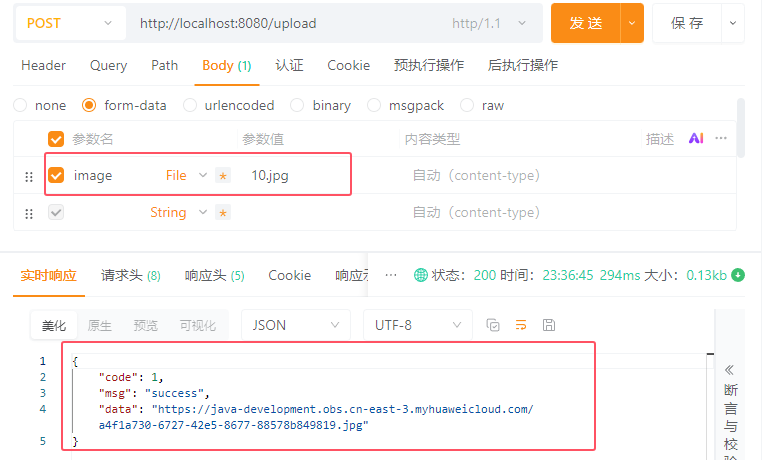 POST http://localhost:8080/upload http/1.1 发 送 保 存
Header Query Path Body (1) 认证 Cookie 预执行操作 后执行操作
none form-data urlencoded binary msgpack raw
参数名 参数值 内容类型 描述 AI ···
image File * 10.jpg 自动（content-type）
String * 自动（content-type）
实时响应 请求头 (8) 响应头 (5) Cookie ··· 状态：200 时间：23:36:45 294ms 大小：0.13kb
美化 原生 预览 可视化 JSON UTF-8
1 {
2 "code": 1,
3 "msg": "success",
4 "data": "https://java-development.obs.cn-east-3.myhuaweicloud.com/
a4f1a730-6727-42e5-8677-88578b849819.jpg"
5 }
断言与校